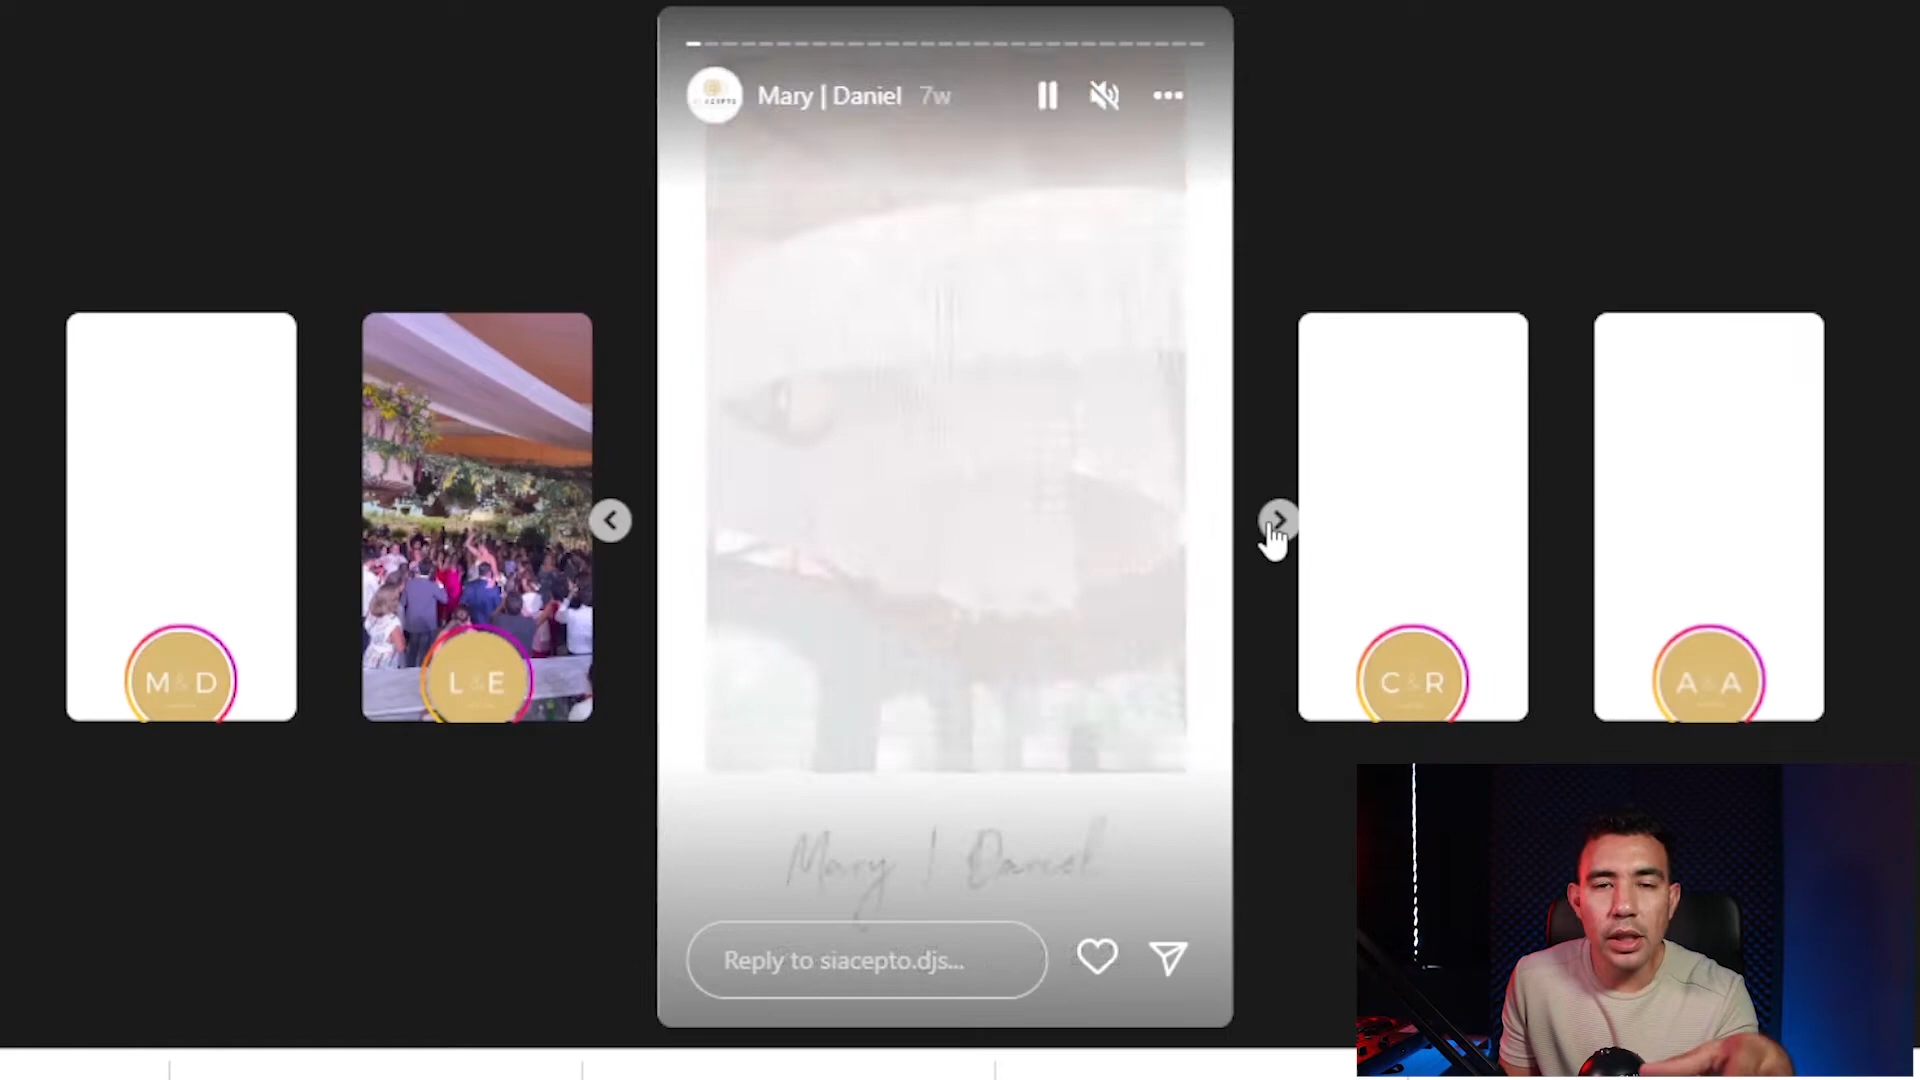 Mary | Daniel 7w
M & D
L & E
C & R
A & A
Mary | Daniel
Reply to siacepto.djs...